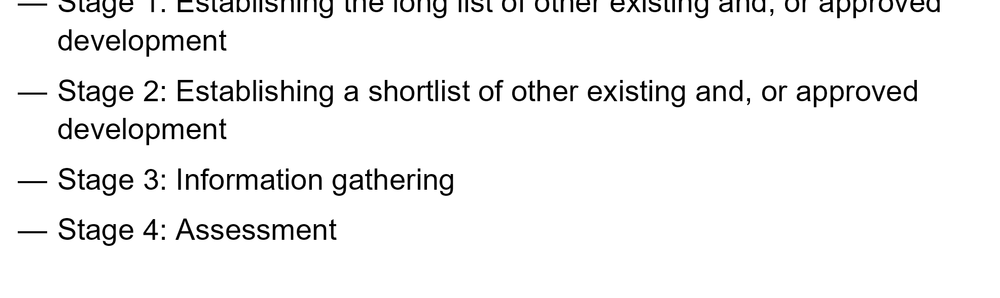 — Stage 1: Establishing the long list of other existing and, or approved
development
— Stage 2: Establishing a shortlist of other existing and, or approved
development
— Stage 3: Information gathering
— Stage 4: Assessment